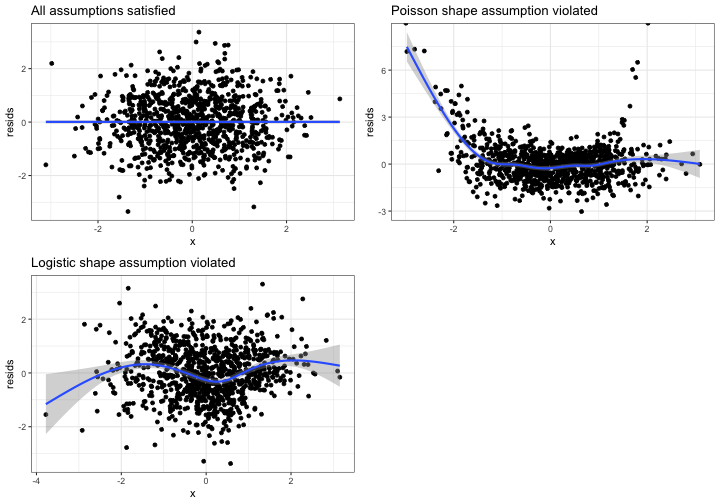 All assumptions satisfied
2
0
-2
resids
-2
0
2
x
Poisson shape assumption violated
6
3
0
-3
resids
-2
0
2
x
Logistic shape assumption violated
2
0
-2
resids
-4
-2
0
2
x